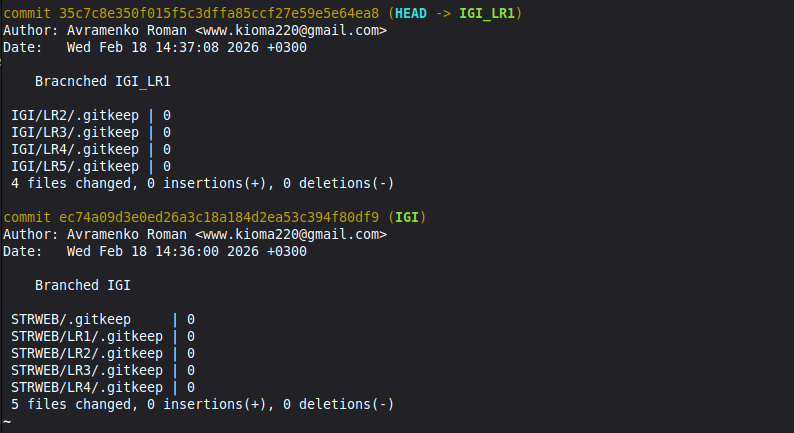 commit 35c7c8e350f015f5c3dffa85ccf27e59e5e64ea8 (HEAD -> IGI_LR1)
Author: Avramenko Roman <www.kioma220@gmail.com>
Date:   Wed Feb 18 14:37:08 2026 +0300
    Bracnched IGI_LR1
 IGI/LR2/.gitkeep | 0
 IGI/LR3/.gitkeep | 0
 IGI/LR4/.gitkeep | 0
 IGI/LR5/.gitkeep | 0
 4 files changed, 0 insertions(+), 0 deletions(-)
commit ec74a09d3e0ed26a3c18a184d2ea53c394f80df9 (IGI)
Author: Avramenko Roman <www.kioma220@gmail.com>
Date:   Wed Feb 18 14:36:00 2026 +0300
    Branched IGI
 STRWEB/.gitkeep     | 0
 STRWEB/LR1/.gitkeep | 0
 STRWEB/LR2/.gitkeep | 0
 STRWEB/LR3/.gitkeep | 0
 STRWEB/LR4/.gitkeep | 0
 5 files changed, 0 insertions(+), 0 deletions(-)
~